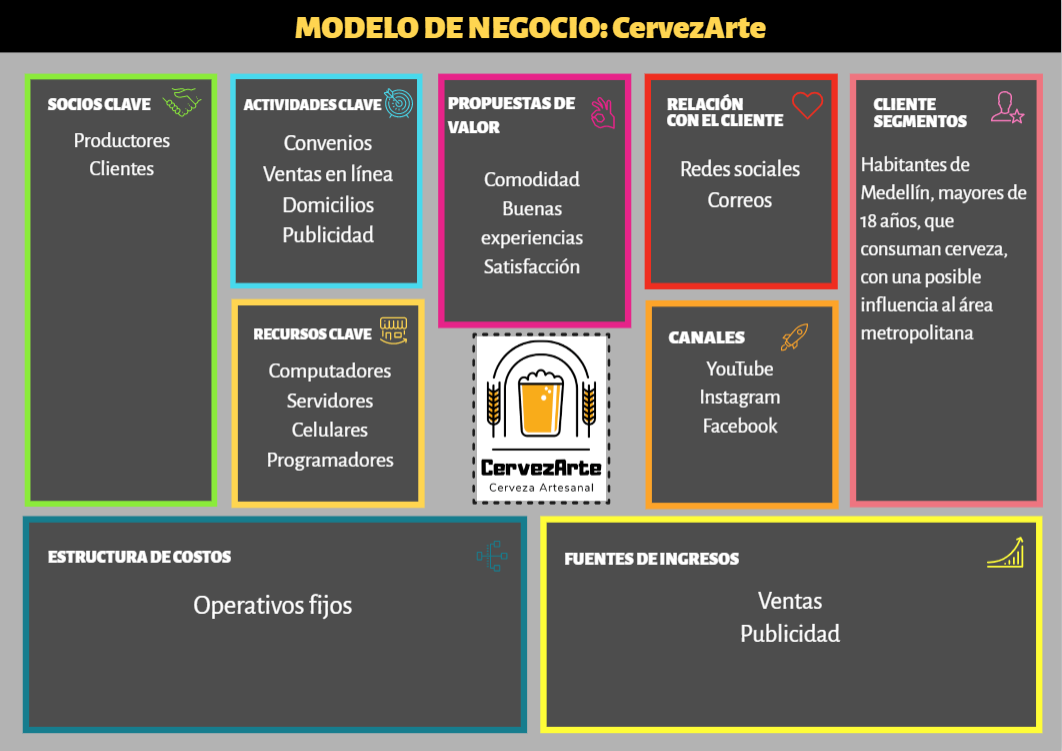 MODELO DE NEGOCIO: CervezArte
SOCIOS CLAVE
Productores
Clientes
ACTIVIDADES CLAVE
Convenios
Ventas en línea
Domicilios
Publicidad
RECURSOS CLAVE
Computadores
Servidores
Celulares
Programadores
PROPUESTAS DE
VALOR
Comodidad
Buenas
experiencias
Satisfacción
CervezArte
Cerveza Artesanal
RELACIÓN
CON EL CLIENTE
Redes sociales
Correos
CANALES
YouTube
Instagram
Facebook
CLIENTE
SEGMENTOS
Habitantes de
Medellín, mayores de
18 años, que
consuman cerveza,
con una posible
influencia al área
metropolitana
ESTRUCTURA DE COSTOS
Operativos fijos
FUENTES DE INGRESOS
Ventas
Publicidad